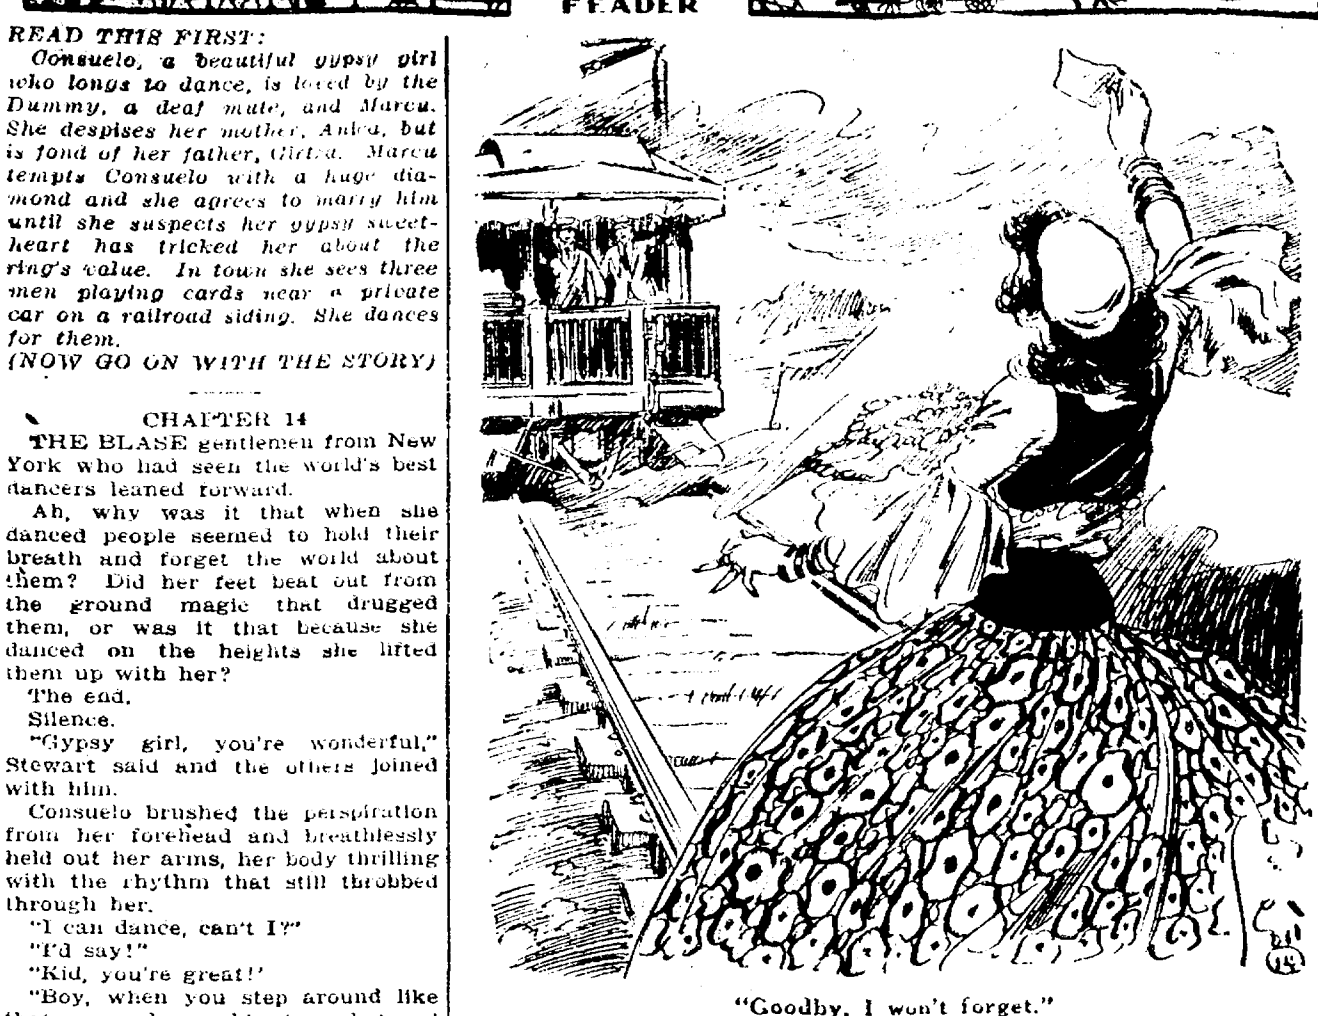 FEADER
READ THIS FIRST:
Consuelo, a beautiful gypsy girl
who longs to dance, is loved by the
Dummy, a deaf mute, and Marcu.
She despises her mother, Anica, but
is fond of her father, Girtza. Marcu
tempts Consuelo with a huge dia-
mond and she agrees to marry him
until she suspects her gypsy sweet-
heart has tricked her about the
ring's value. In town she sees three
men playing cards near a private
car on a railroad siding. She dances
for them.
(NOW GO ON WITH THE STORY)
CHAPTER 14
THE BLASE gentlemen from New
York who had seen the world's best
dancers leaned forward.
Ah, why was it that when she
danced people seemed to hold their
breath and forget the world about
them? Did her feet beat out from
the ground magic that drugged
them, or was it that because she
danced on the heights she lifted
them up with her?
The end.
Silence.
"Gypsy girl, you're wonderful,"
Stewart said and the others joined
with him.
Consuelo brushed the perspiration
from her forehead and breathlessly
held out her arms, her body thrilling
with the rhythm that still throbbed
through her.
"I can dance, can't I?"
"I'd say!"
"Kid, you're great!'
"Boy, when you step around like
14
"Goodby, I won't forget."